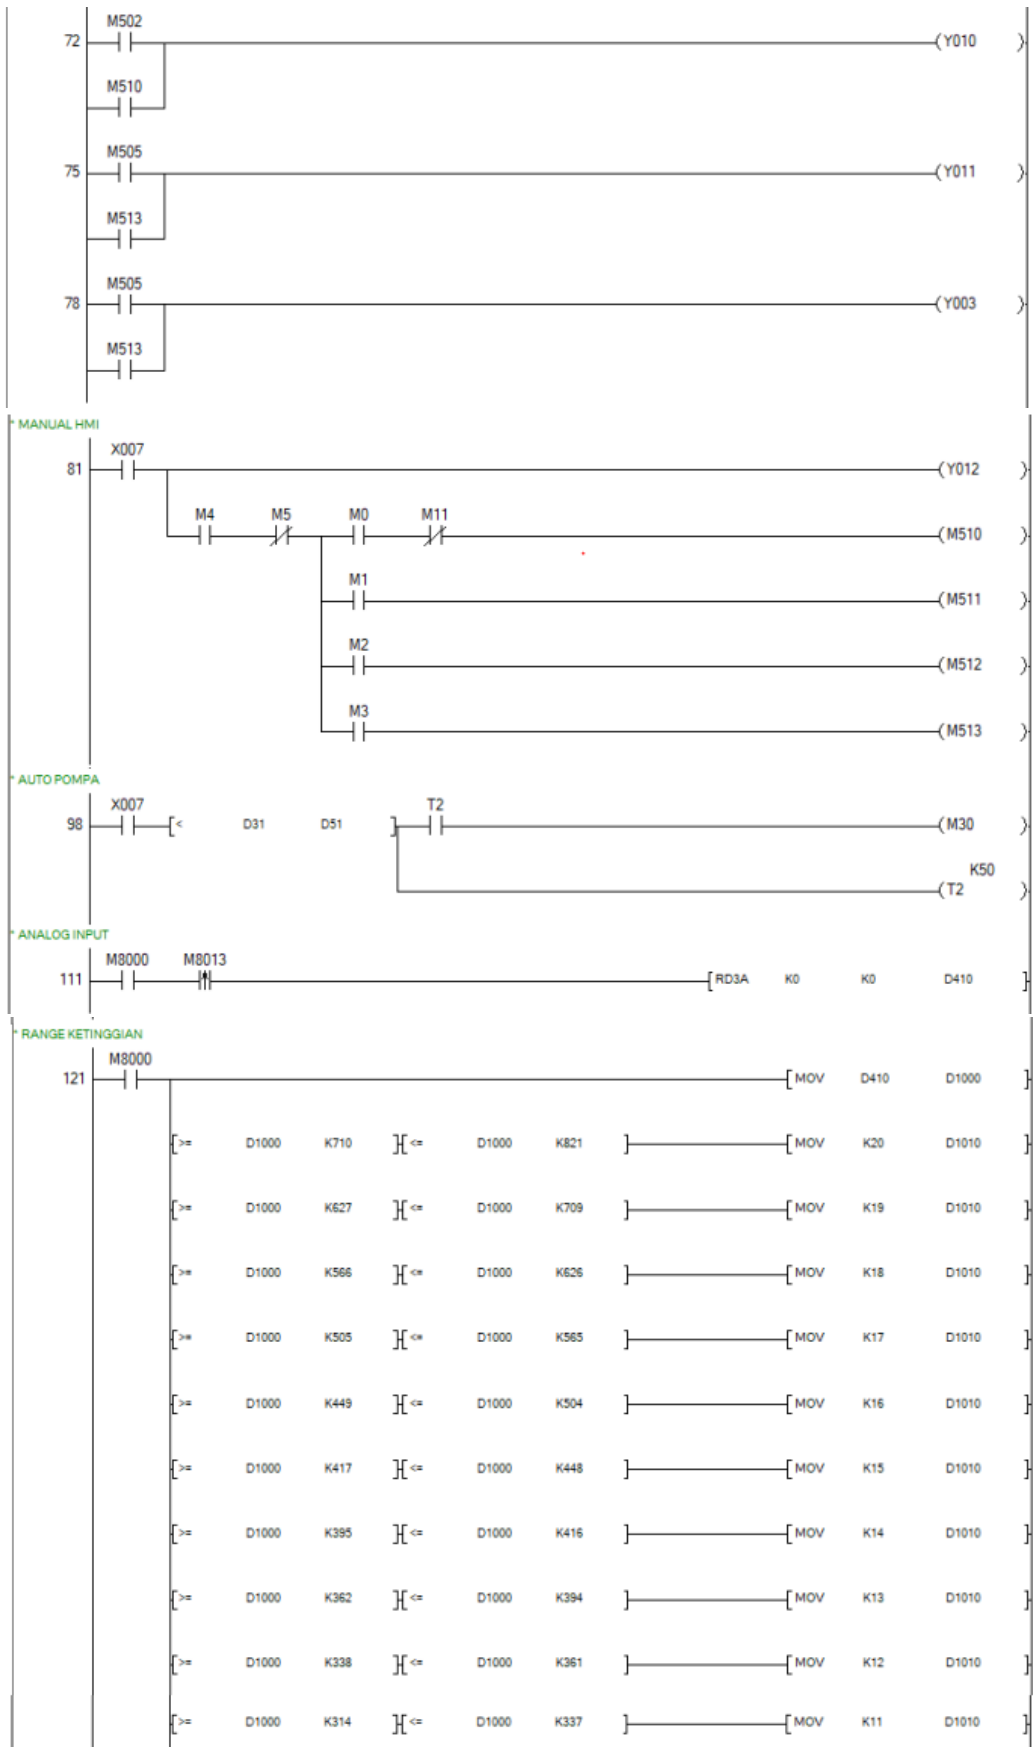 M502
72 (Y010 )
M510
M505
75 (Y011 )
M513
M505
78 (Y003 )
M513
* MANUAL HMI
X007
81 (Y012 )
M4 M5 M0 M11
(M510 )
M1
(M511 )
M2
(M512 )
M3
(M513 )
* AUTO POMPA
X007 T2
98 [< D31 D51 ] (M30 )
K50
(T2 )
* ANALOG INPUT
M8000 M8013
111 [RD3A K0 K0 D410 ]
* RANGE KETINGGIAN
M8000
121 [MOV D410 D1000 ]
[>= D1000 K710 ][<= D1000 K821 ] [MOV K20 D1010 ]
[>= D1000 K627 ][<= D1000 K709 ] [MOV K19 D1010 ]
[>= D1000 K566 ][<= D1000 K626 ] [MOV K18 D1010 ]
[>= D1000 K505 ][<= D1000 K565 ] [MOV K17 D1010 ]
[>= D1000 K449 ][<= D1000 K504 ] [MOV K16 D1010 ]
[>= D1000 K417 ][<= D1000 K448 ] [MOV K15 D1010 ]
[>= D1000 K395 ][<= D1000 K416 ] [MOV K14 D1010 ]
[>= D1000 K362 ][<= D1000 K394 ] [MOV K13 D1010 ]
[>= D1000 K338 ][<= D1000 K361 ] [MOV K12 D1010 ]
[>= D1000 K314 ][<= D1000 K337 ] [MOV K11 D1010 ]